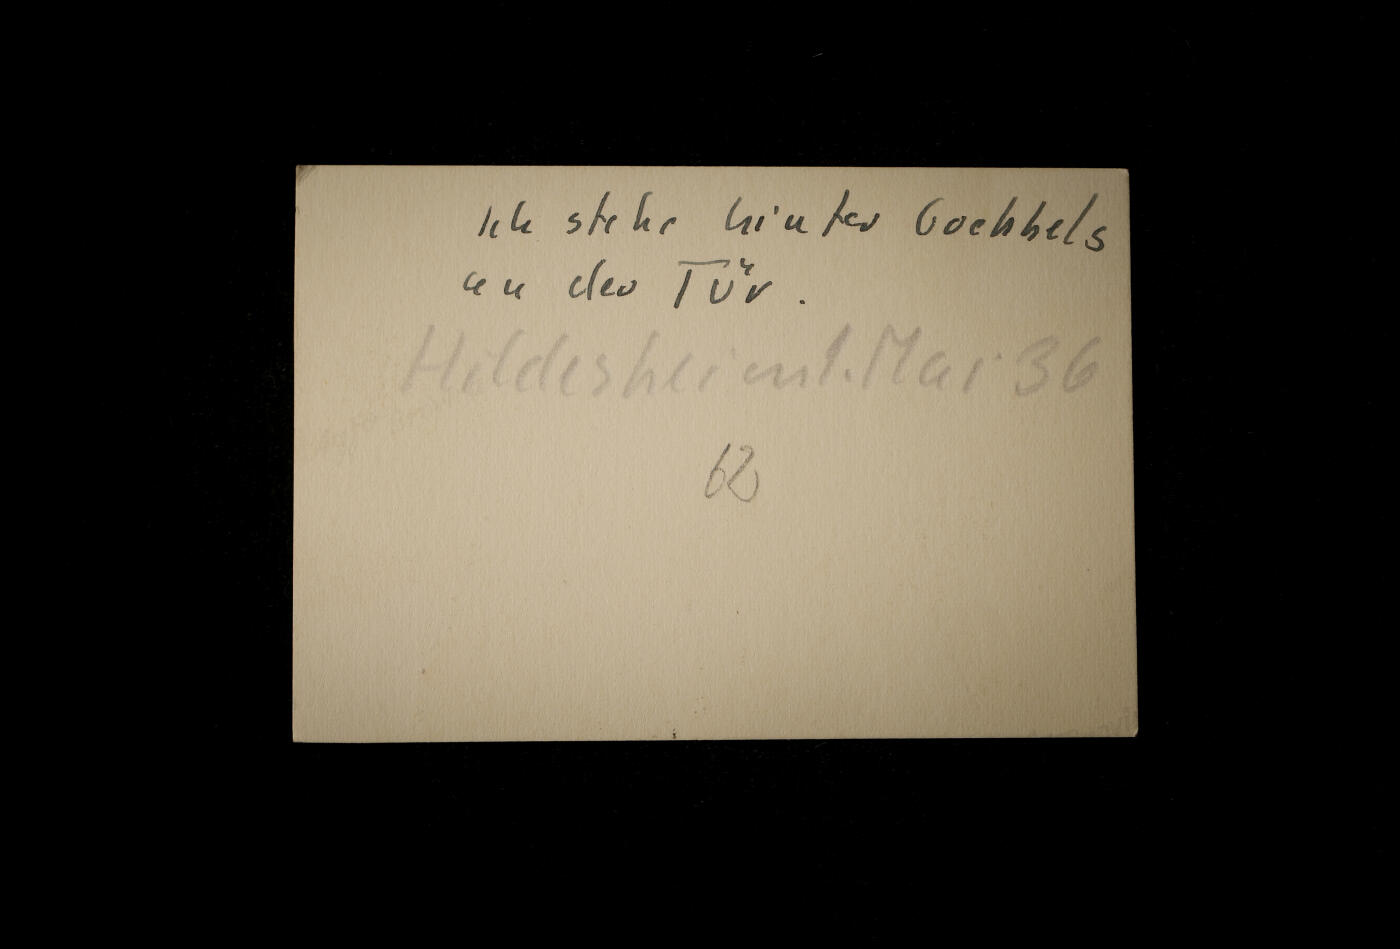 Ich stehe hinter Goebbels
an der Tür.
Hildesheim 1. Mai 36
62